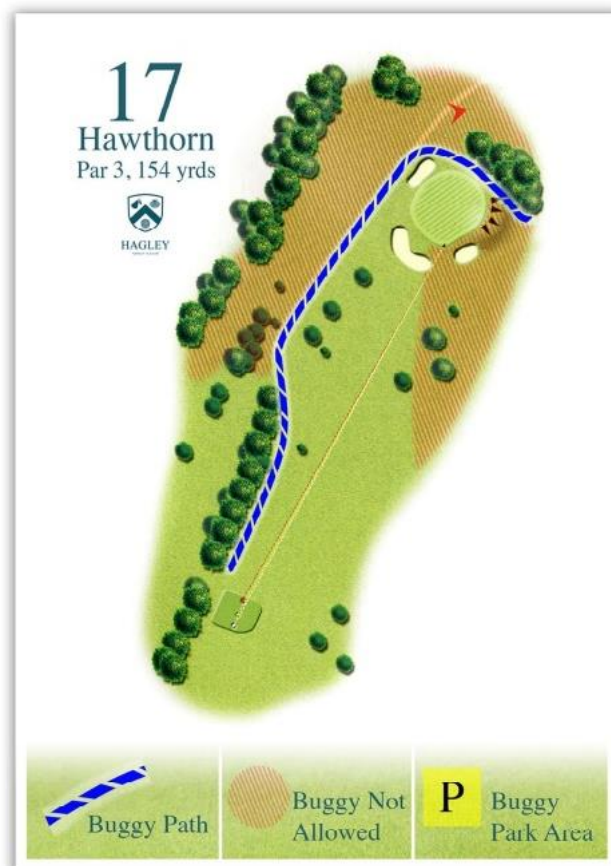 17
Hawthorn
Par 3, 154 yrds
HAGLEY
Buggy Path
Buggy Not
Allowed
P
Buggy
Park Area